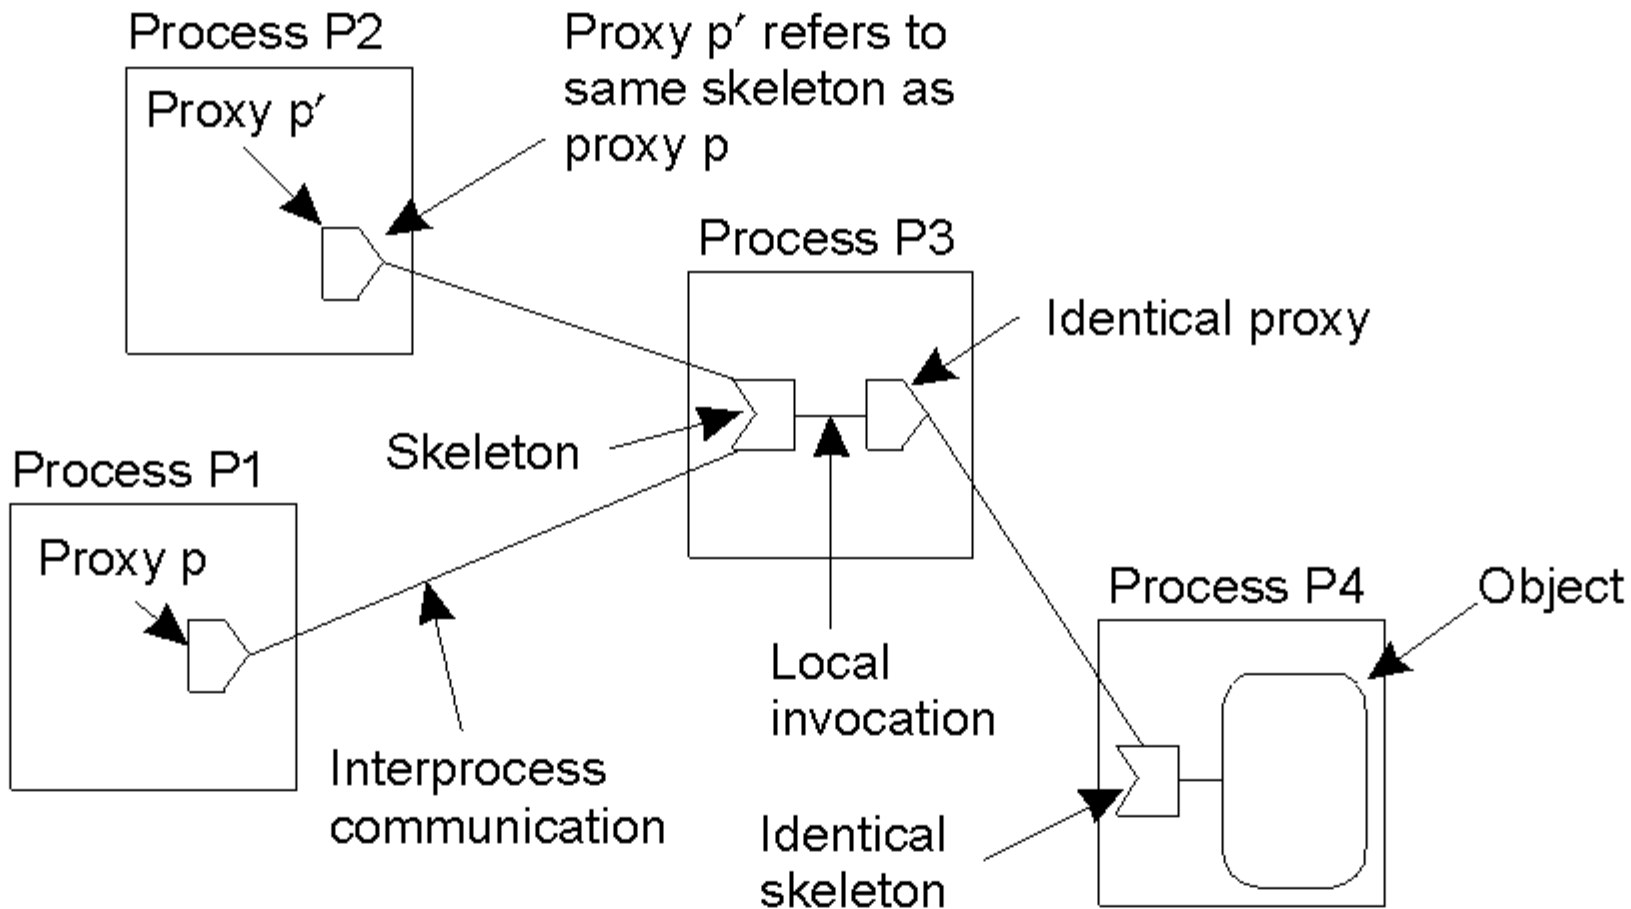 Process P2
Proxy p′ refers to
same skeleton as
proxy p
Proxy p′
Process P3
Identical proxy
Skeleton
Process P1
Proxy p
Process P4
Object
Local
invocation
Interprocess
communication
Identical
skeleton